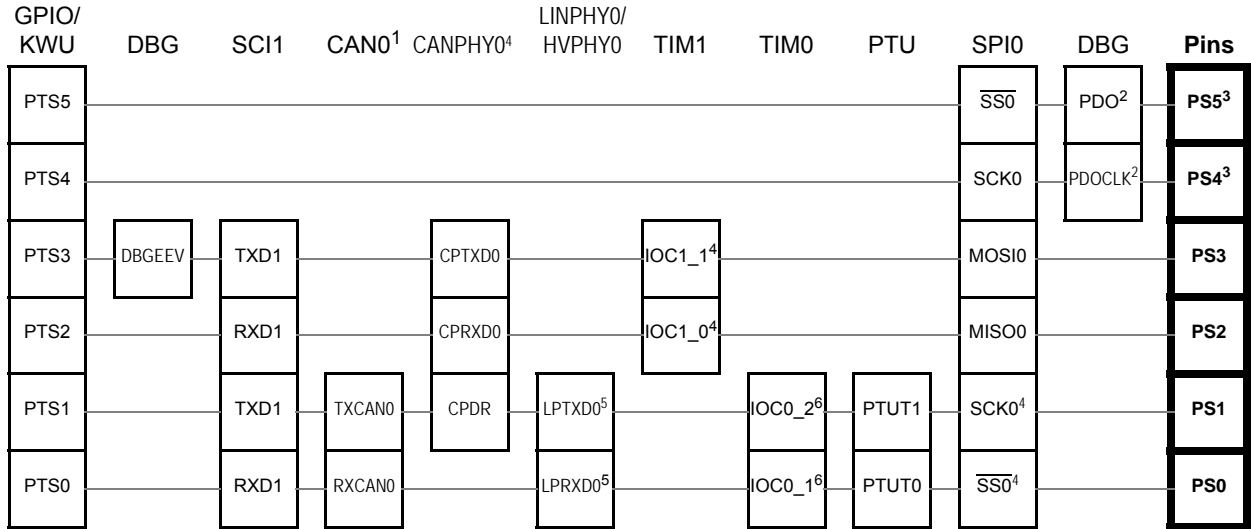 GPIO/ LINPHY0/
KWU DBG SCI1 CAN0¹ CANPHY0⁴ HVPHY0 TIM1 TIM0 PTU SPI0 DBG Pins
PTS5 SS0 PDO² PS5³
PTS4 SCK0 PDOCLK² PS4³
PTS3 DBGEEV TXD1 CPTXD0 IOC1_1⁴ MOSI0 PS3
PTS2 RXD1 CPRXD0 IOC1_0⁴ MISO0 PS2
PTS1 TXD1 TXCAN0 CPDR LPTXD0⁵ IOC0_2⁶ PTUT1 SCK0⁴ PS1
PTS0 RXD1 RXCAN0 LPRXD0⁵ IOC0_1⁶ PTUT0 SS0⁴ PS0